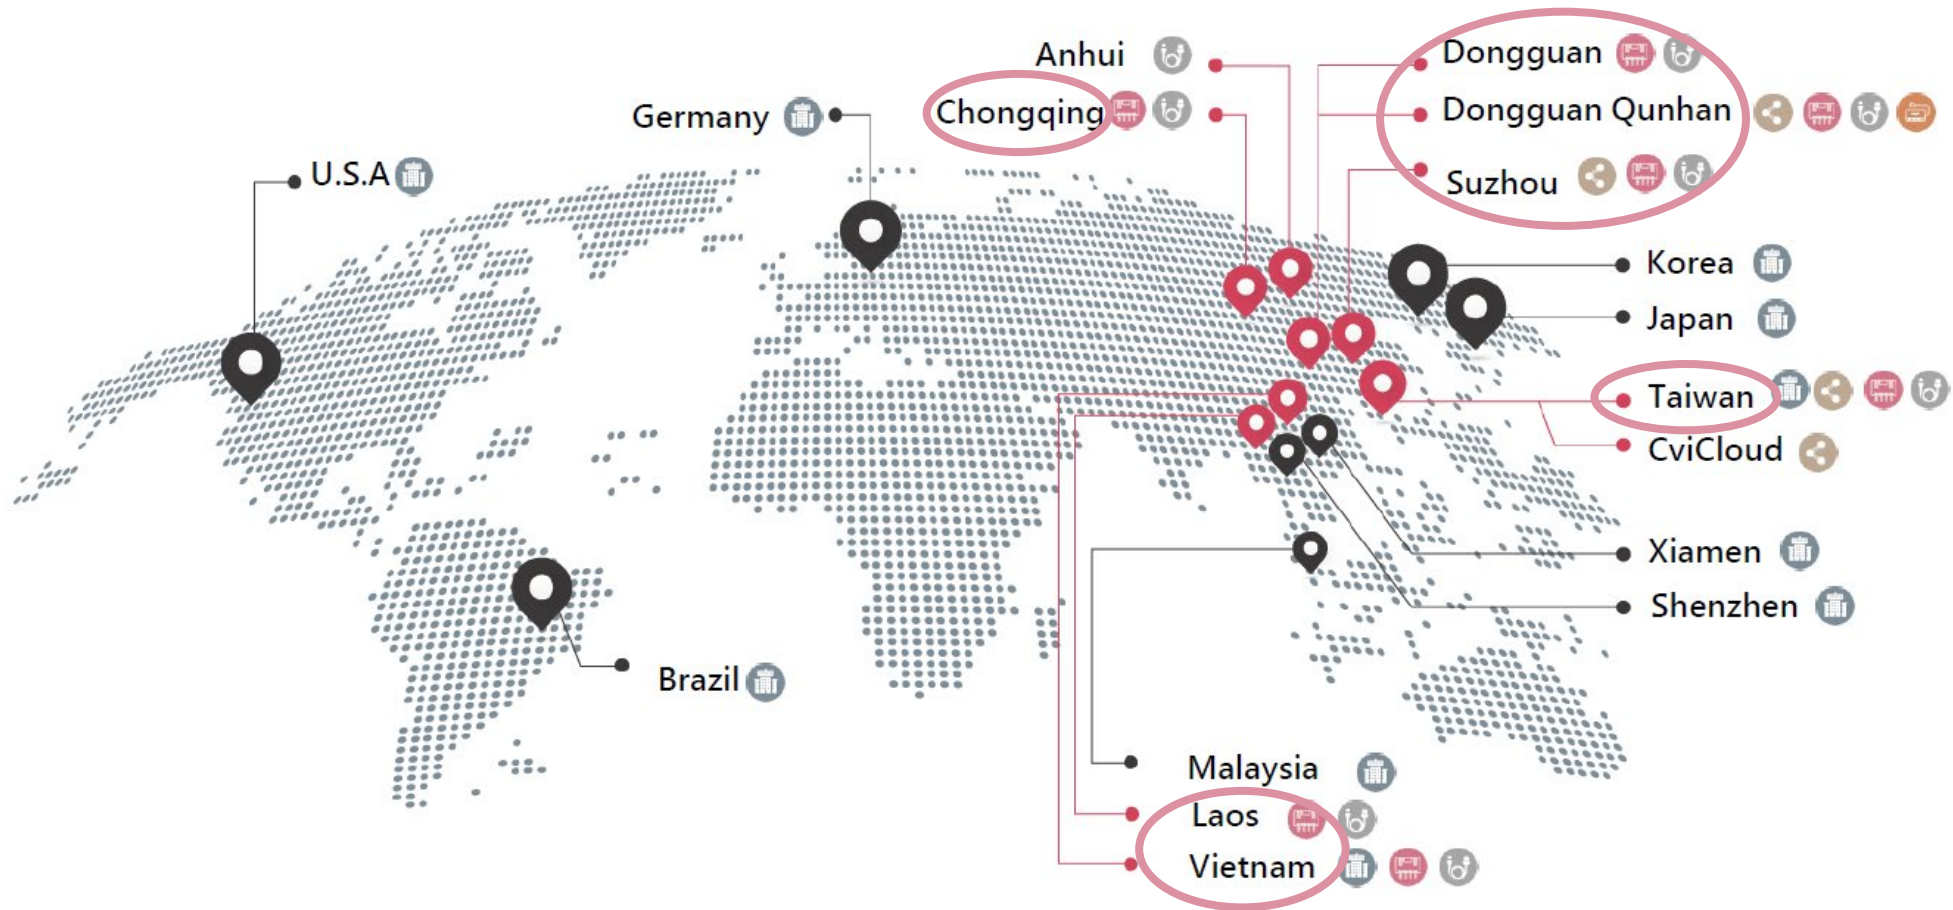 Anhui
Dongguan
Chongqing
Dongguan Qunhan
Germany
U.S.A
Suzhou
Korea
Japan
Taiwan
CviCloud
Xiamen
Shenzhen
Brazil
Malaysia
Laos
Vietnam